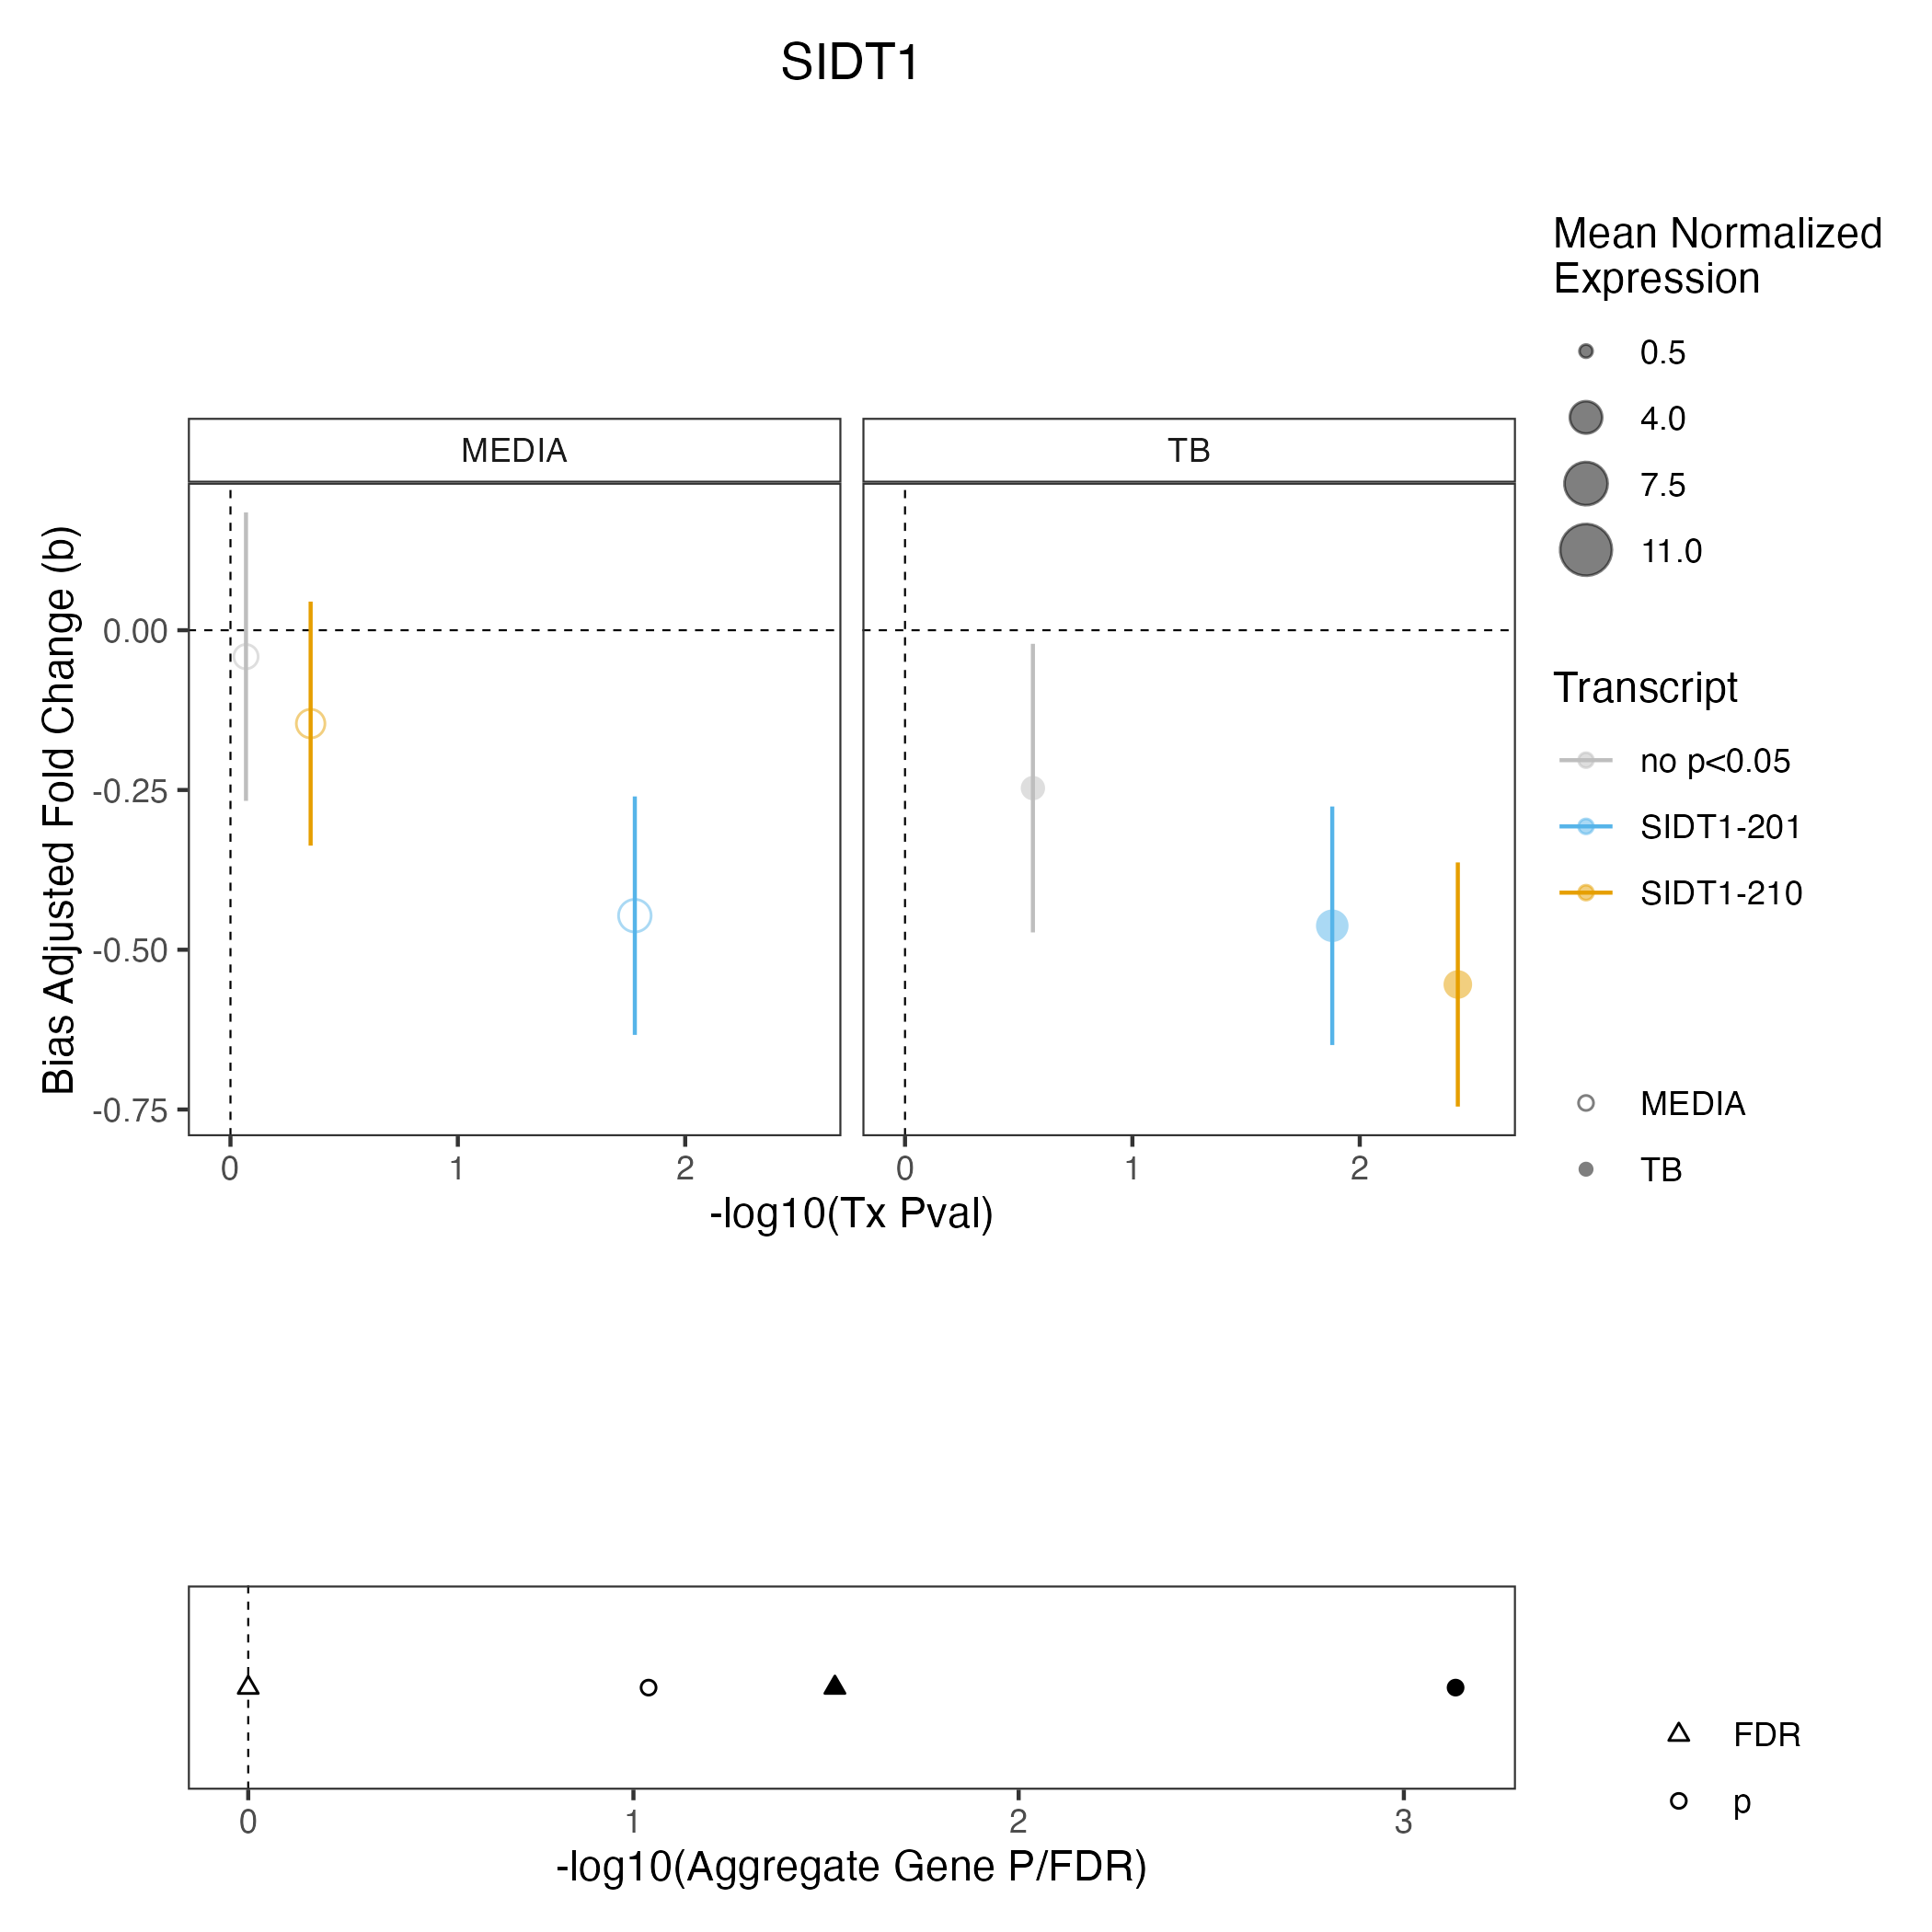 SIDT1
Mean Normalized
Expression
0.5
4.0
7.5
11.0
MEDIA
TB
Bias Adjusted Fold Change (b)
0.00
-0.25
-0.50
-0.75
0
1
2
0
1
2
-log10(Tx Pval)
Transcript
no p<0.05
SIDT1-201
SIDT1-210
MEDIA
TB
0
1
2
3
-log10(Aggregate Gene P/FDR)
FDR
p